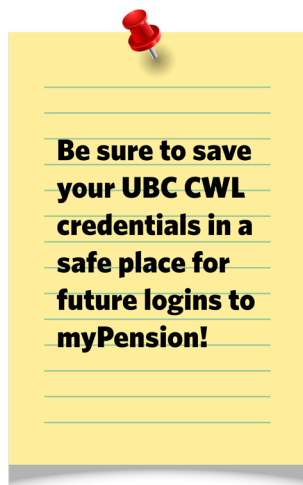 Be sure to save
your UBC CWL
credentials in a
safe place for
future logins to
myPension!